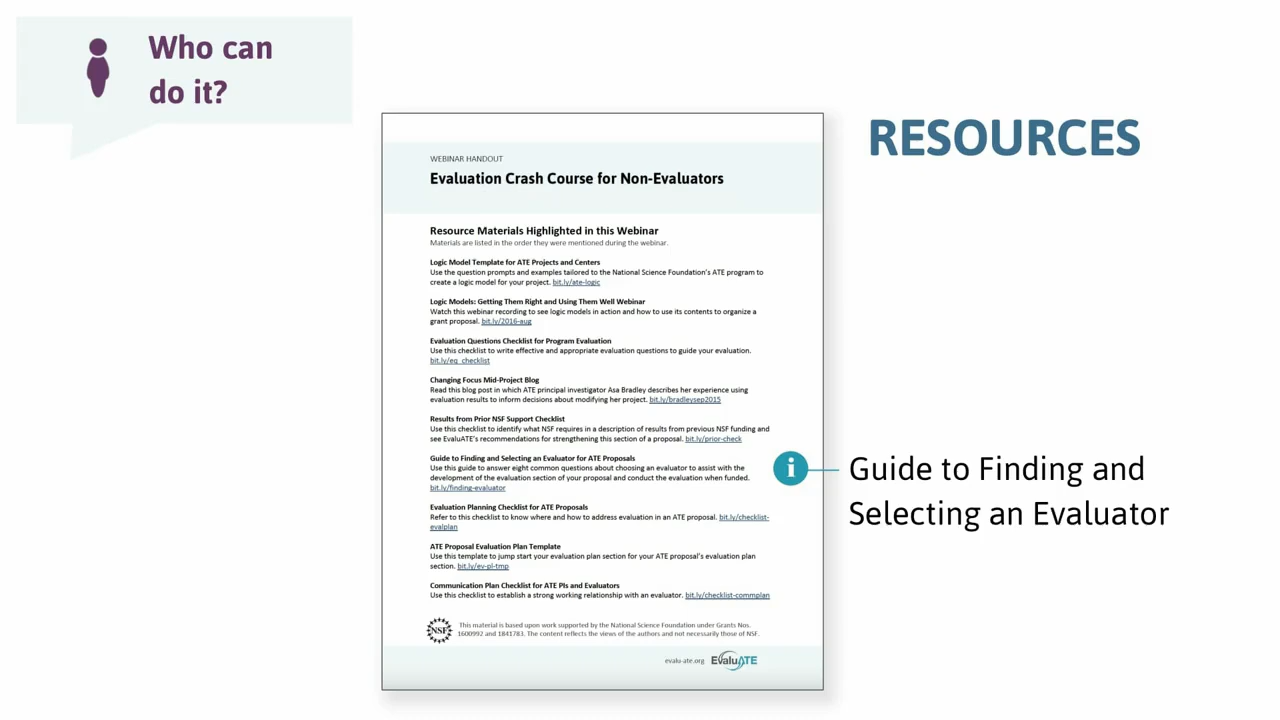 Who can
do it?
RESOURCES
WEBINAR HANDOUT
Evaluation Crash Course for Non-Evaluators
Resource Materials Highlighted in this Webinar
Materials are listed in the order they were mentioned during the webinar.
Logic Model Template for ATE Projects and Centers
Use the question prompts and examples tailored to the National Science Foundation's ATE program to
create a logic model for your project. bit.ly/ate-logic
Logic Models: Getting Them Right and Using Them Well Webinar
Watch this webinar recording to see logic models in action and how to use its contents to organize a
grant proposal. bit.ly/2016-aug
Evaluation Questions Checklist for Program Evaluation
Use this checklist to write effective and appropriate evaluation questions to guide your evaluation.
bit.ly/eq_checklist
Changing Focus Mid-Project Blog
Read this blog post in which ATE principal investigator Asa Bradley describes her experience using
evaluation results to inform decisions about modifying her project. bit.ly/bradleysep2015
Results from Prior NSF Support Checklist
Use this checklist to identify what NSF requires in a description of results from previous NSF funding and
see EvaluATE's recommendations for strengthening this section of a proposal. bit.ly/prior-check
Guide to Finding and Selecting an Evaluator for ATE Proposals
Use this guide to answer eight common questions about choosing an evaluator to assist with the
development of the evaluation section of your proposal and conduct the evaluation when funded.
bit.ly/finding-evaluator
Evaluation Planning Checklist for ATE Proposals
Refer to this checklist to know where and how to address evaluation in an ATE proposal. bit.ly/checklist-
evalplan
ATE Proposal Evaluation Plan Template
Use this template to jump start your evaluation plan section for your ATE proposal's evaluation plan
section. bit.ly/ev-pl-tmp
Communication Plan Checklist for ATE PIs and Evaluators
Use this checklist to establish a strong working relationship with an evaluator. bit.ly/checklist-commplan
NSF
This material is based upon work supported by the National Science Foundation under Grants Nos.
1600992 and 1841783. The content reflects the views of the authors and not necessarily those of NSF.
evalu-ate.org EvaluATE
i
Guide to Finding and
Selecting an Evaluator